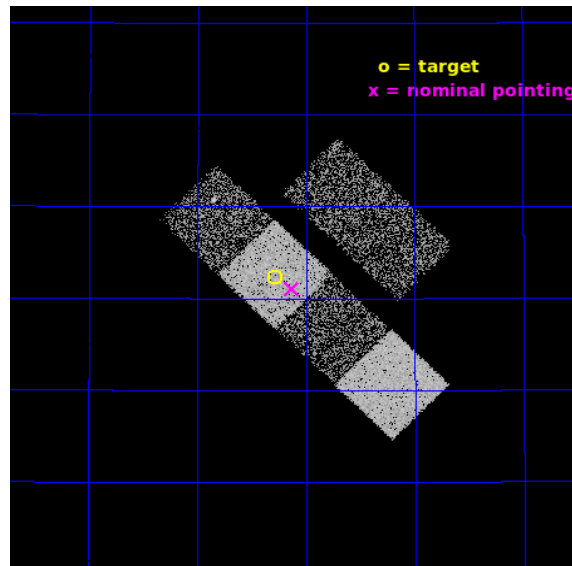 o = target
x = nominal pointing